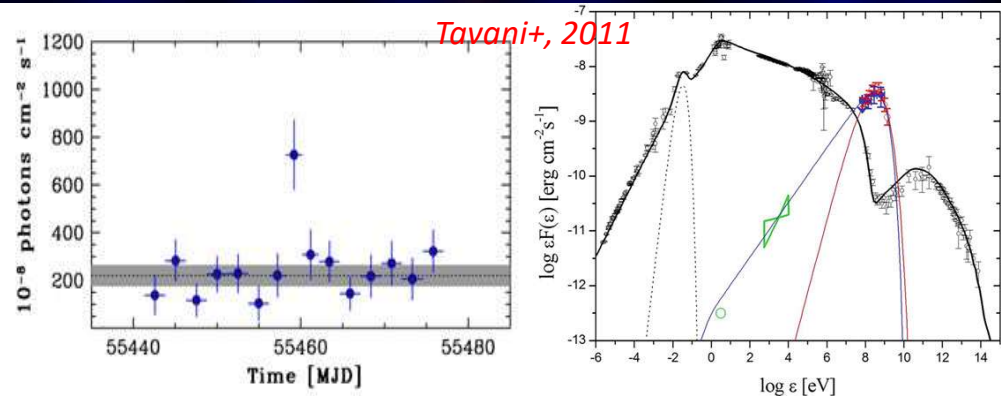 Tavani+, 2011
10⁻⁸ photons cm⁻² s⁻¹
1200
1000
800
600
400
200
0
55440
55460
55480
Time [MJD]
log εF(ε) [erg cm⁻²s⁻¹]
-7
-8
-9
-10
-11
-12
-13
-6 -4 -2 0 2 4 6 8 10 12 14
log ε [eV]